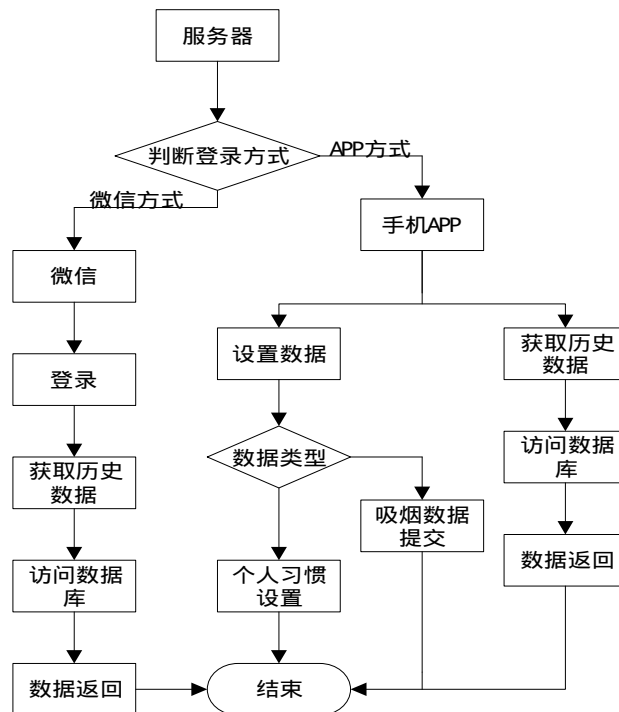 服务器
判断登录方式
APP方式
微信方式
手机APP
微信
设置数据
获取历史
数据
登录
数据类型
访问数据
库
获取历史
数据
吸烟数据
提交
数据返回
访问数据
库
个人习惯
设置
数据返回
结束